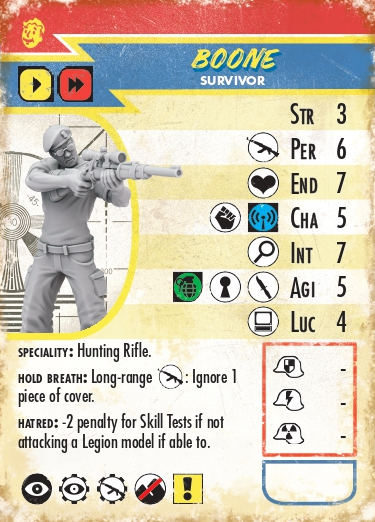 BOONE
SURVIVOR
STR 3
PER 6
END 7
CHA 5
INT 7
AGI 5
LUC 4
SPECIALITY: Hunting Rifle.
HOLD BREATH: Long-range : Ignore 1
piece of cover.
HATRED: -2 penalty for Skill Tests if not
attacking a Legion model if able to.
-
-
-
!